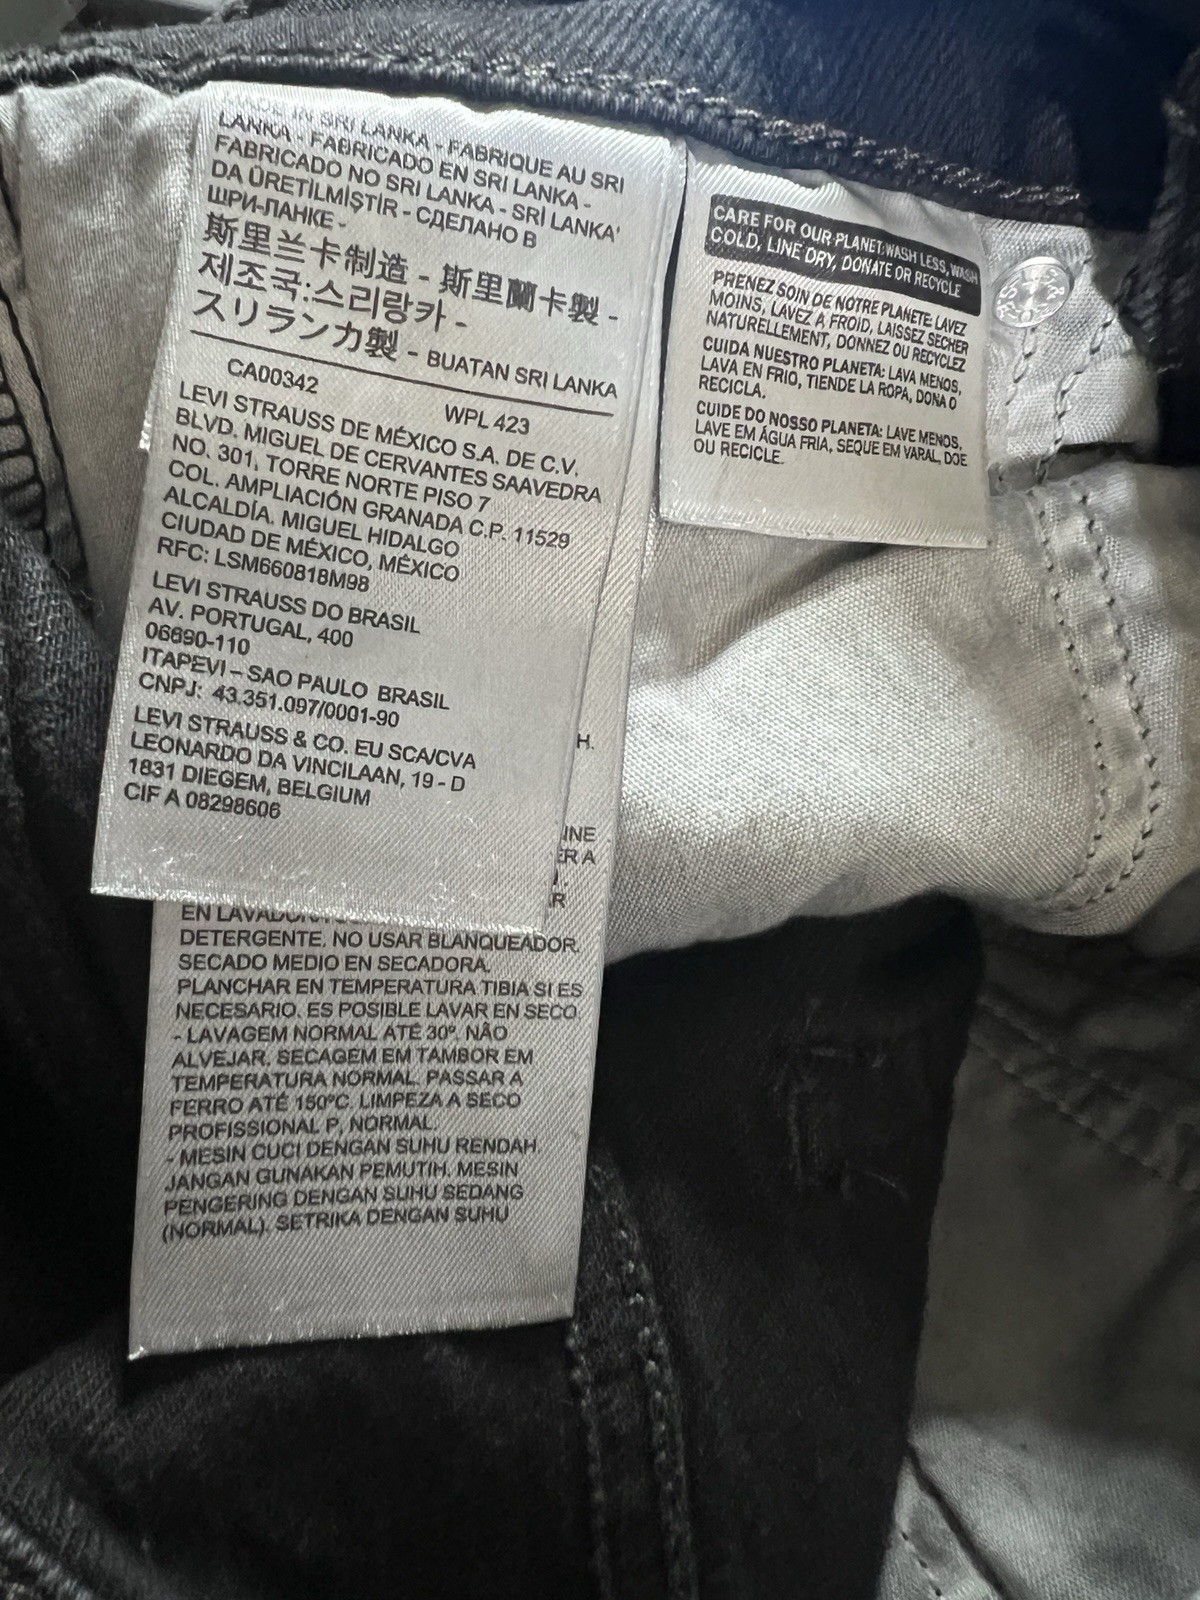 MADE IN SRI LANKA - FABRIQUE AU SRI
LANKA - FABRICADO EN SRI LANKA -
FABRICADO NO SRI LANKA - SRİ LANKA'
DA ÜRETİLMİŞTİR - СДЕЛАНО В
ШРИ-ЛАНКЕ -
斯里兰卡制造 - 斯里蘭卡製 -
제조국:스리랑카 -
スリランカ製 - BUATAN SRI LANKA
CA00342 WPL 423
LEVI STRAUSS DE MÉXICO S.A. DE C.V.
BLVD. MIGUEL DE CERVANTES SAAVEDRA
NO. 301, TORRE NORTE PISO 7
COL. AMPLIACIÓN GRANADA C.P. 11529
ALCALDÍA. MIGUEL HIDALGO
CIUDAD DE MÉXICO, MÉXICO
RFC: LSM660818M98
LEVI STRAUSS DO BRASIL
AV. PORTUGAL, 400
06690-110
ITAPEVI – SAO PAULO BRASIL
CNPJ: 43.351.097/0001-90
LEVI STRAUSS & CO. EU SCA/CVA
LEONARDO DA VINCILAAN, 19 - D
1831 DIEGEM, BELGIUM
CIF A 08298606
H.
INE
ER A
R
EN LAVADORA
DETERGENTE. NO USAR BLANQUEADOR.
SECADO MEDIO EN SECADORA.
PLANCHAR EN TEMPERATURA TIBIA SI ES
NECESARIO. ES POSIBLE LAVAR EN SECO.
- LAVAGEM NORMAL ATÉ 30º. NÃO
ALVEJAR. SECAGEM EM TAMBOR EM
TEMPERATURA NORMAL. PASSAR A
FERRO ATÉ 150ºC. LIMPEZA A SECO
PROFISSIONAL P, NORMAL.
- MESIN CUCI DENGAN SUHU RENDAH.
JANGAN GUNAKAN PEMUTIH. MESIN
PENGERING DENGAN SUHU SEDANG
(NORMAL). SETRIKA DENGAN SUHU
CARE FOR OUR PLANET: WASH LESS, WASH
COLD, LINE DRY, DONATE OR RECYCLE
PRENEZ SOIN DE NOTRE PLANÈTE: LAVEZ
MOINS, LAVEZ À FROID, LAISSEZ SÉCHER
NATURELLEMENT, DONNEZ OU RECYCLEZ
CUIDA NUESTRO PLANETA: LAVA MENOS,
LAVA EN FRIO, TIENDE LA ROPA, DONA O
RECICLA.
CUIDE DO NOSSO PLANETA: LAVE MENOS,
LAVE EM ÁGUA FRIA, SEQUE EM VARAL, DOE
OU RECICLE.